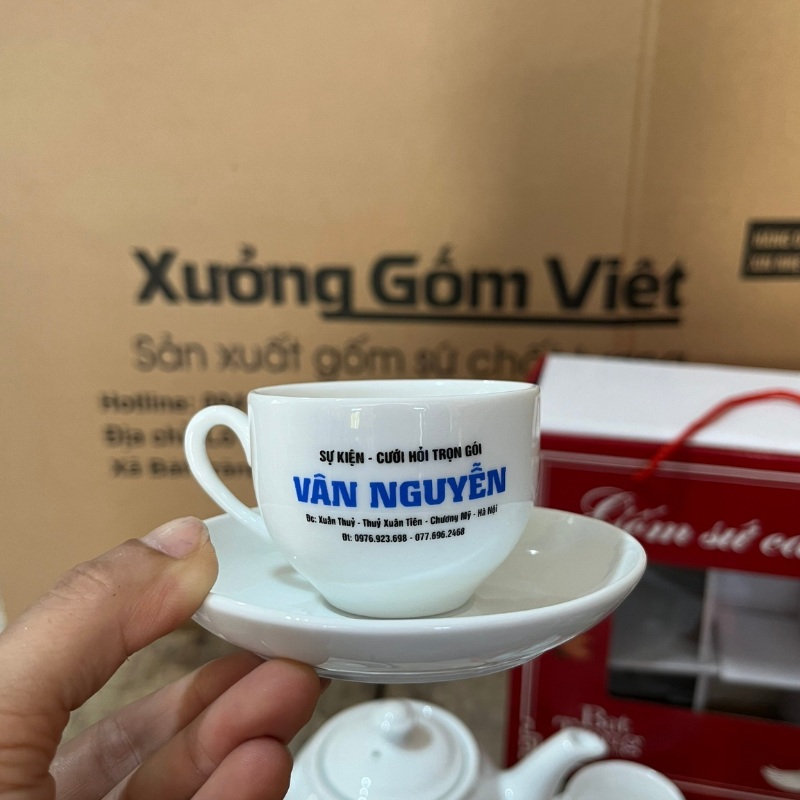 Xưởng Gốm Việt
Sản xuất gốm sứ
Hotline:
Địa chỉ:
SỰ KIỆN - CƯỚI HỎI TRỌN GÓI
VÂN NGUYỄN
Đc: Xuân Thuỷ - Thuỷ Xuân Tiên - Chương Mỹ - Hà Nội
Đt: 0976.923.698 - 077.696.2468
Gốm sứ
Bát